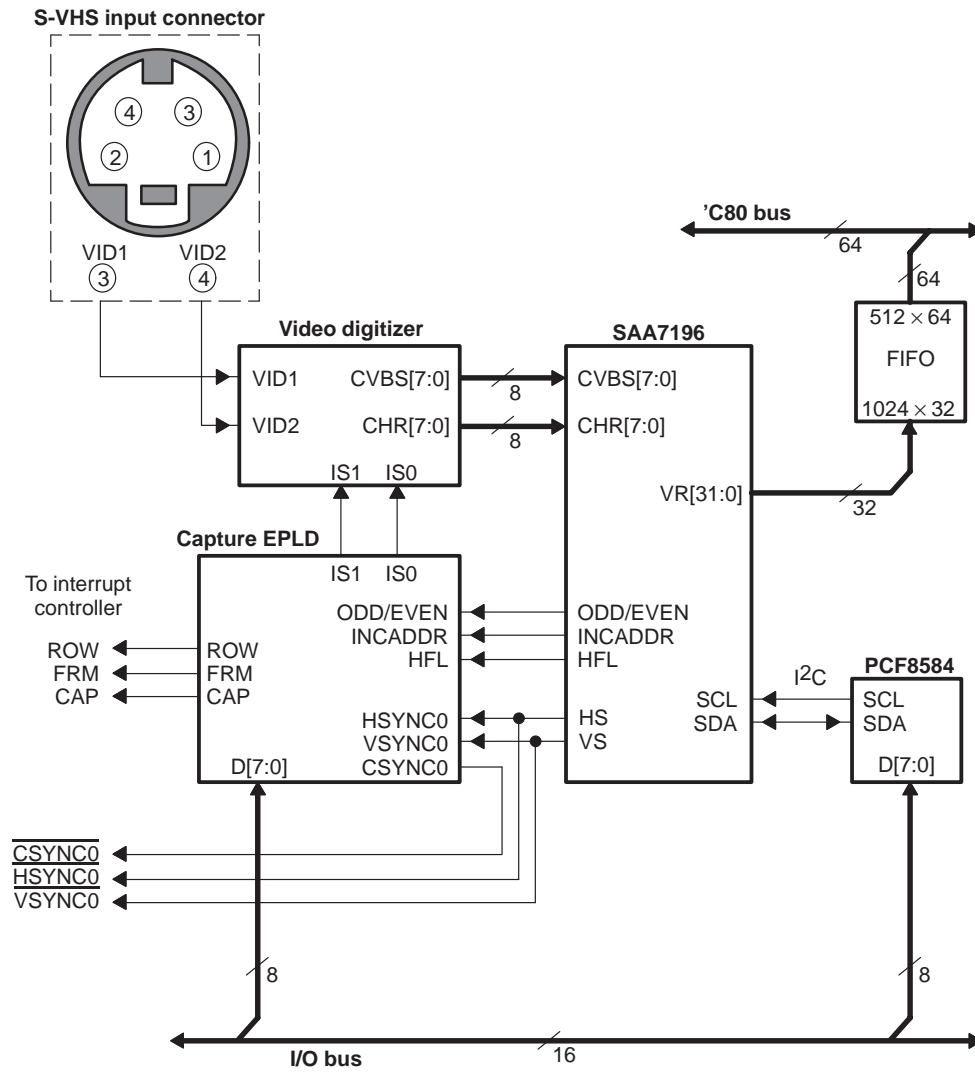 S-VHS input connector
4
3
2
1
VID1
VID2
3
4
'C80 bus
64
64
512 × 64
FIFO
1024 × 32
Video digitizer
VID1
VID2
CVBS[7:0]
CHR[7:0]
IS1
IS0
8
8
SAA7196
CVBS[7:0]
CHR[7:0]
VR[31:0]
32
Capture EPLD
IS1
IS0
To interrupt
controller
ROW
FRM
CAP
ROW
FRM
CAP
ODD/EVEN
INCADDR
HFL
HSYNC0
VSYNC0
CSYNC0
D[7:0]
ODD/EVEN
INCADDR
HFL
HS
VS
SCL
SDA
I²C
PCF8584
SCL
SDA
D[7:0]
CSYNC0
HSYNC0
VSYNC0
8
8
I/O bus
16